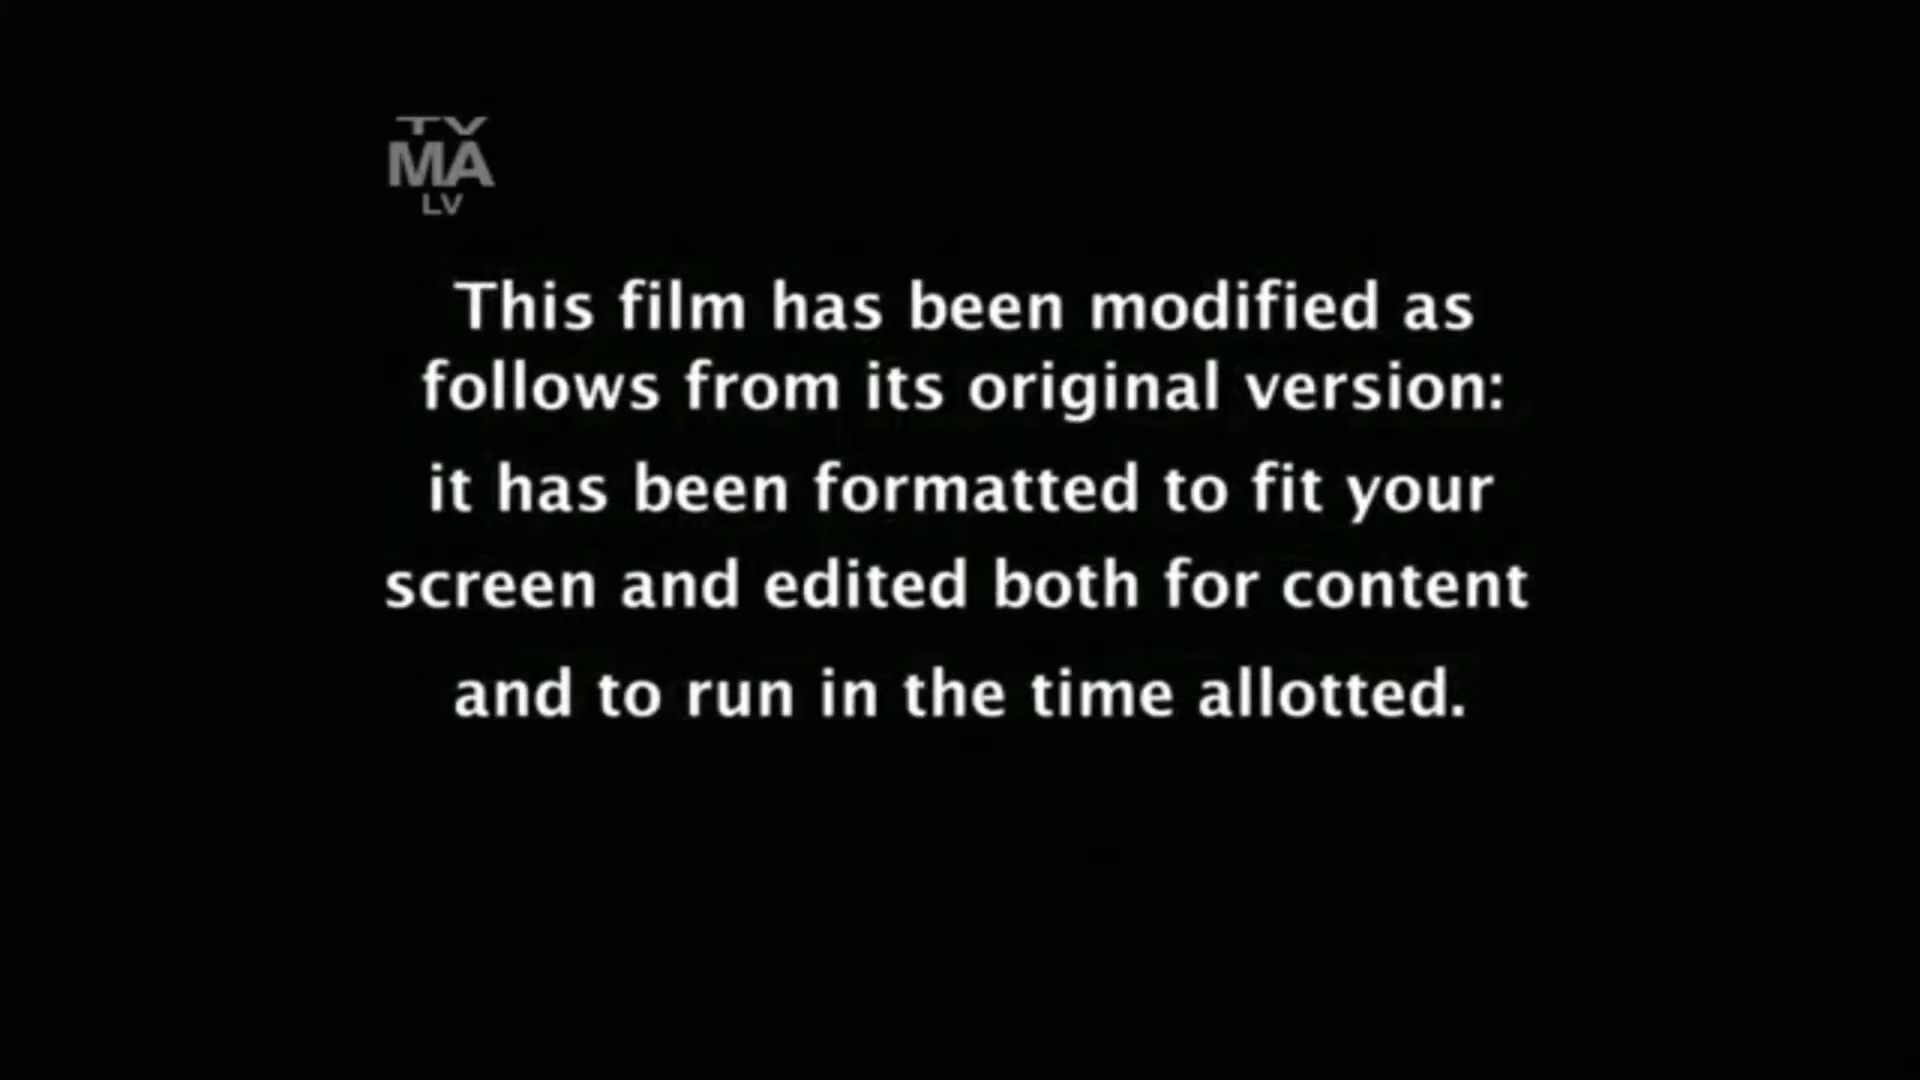 TV
MA
LV
This film has been modified as
follows from its original version:
it has been formatted to fit your
screen and edited both for content
and to run in the time allotted.